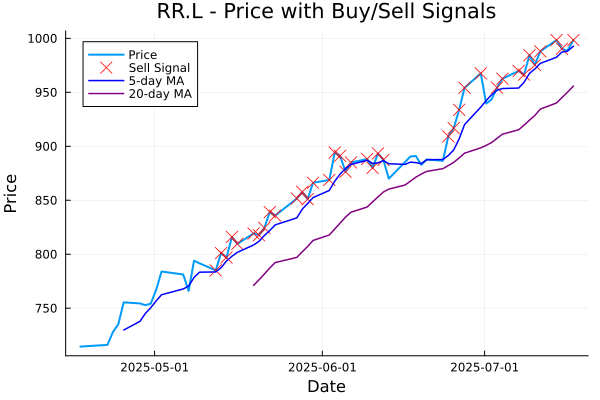 RR.L - Price with Buy/Sell Signals
1000
950
900
850
800
750
Price
Price
Sell Signal
5-day MA
20-day MA
2025-05-01
2025-06-01
2025-07-01
Date